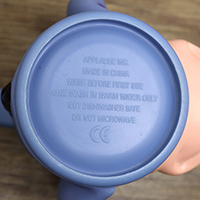 APPLAUSE INC.
MADE IN CHINA
WASH BEFORE FIRST USE
HAND WASH IN WARM WATER ONLY
NOT DISHWASHER SAFE
DO NOT MICROWAVE
CE